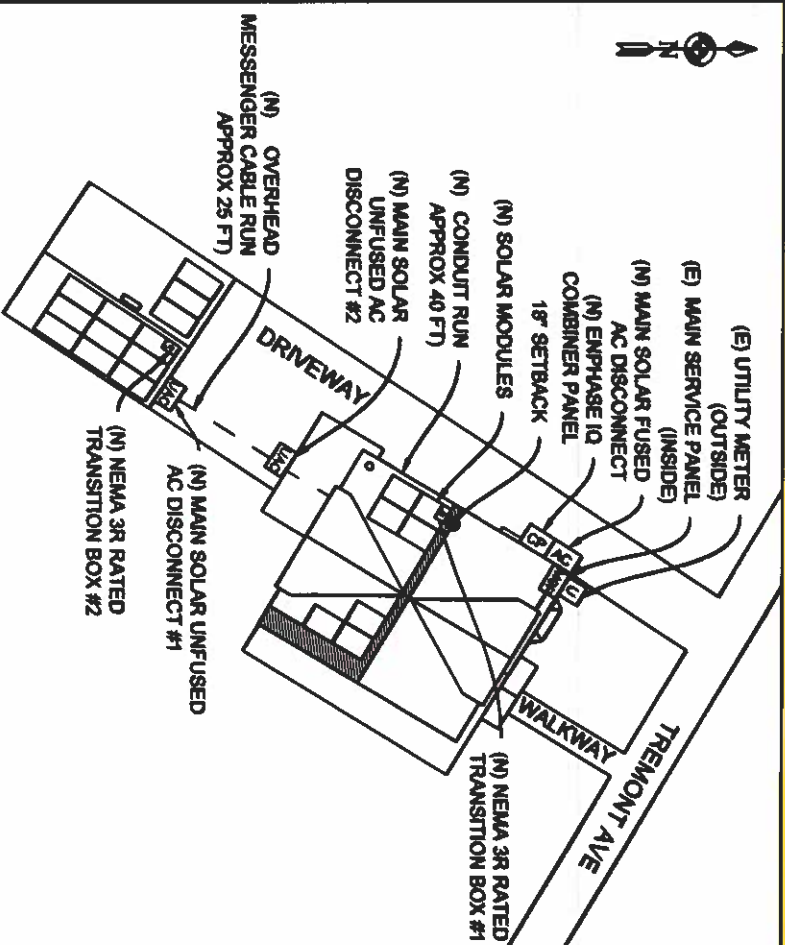 N
(E) UTILITY METER
(OUTSIDE)
(E) MAIN SERVICE PANEL
(INSIDE)
(N) MAIN SOLAR FUSED
AC DISCONNECT
(N) ENPHASE IQ
COMBINER PANEL
18" SETBACK
(N) SOLAR MODULES
(N) CONDUIT RUN
APPROX 40 FT)
(N) MAIN SOLAR
UNFUSED AC
DISCONNECT #2
(N) OVERHEAD
MESSENGER CABLE RUN
APPROX 25 FT)
DRIVEWAY
CP
AC
U
WALKWAY
TREMONT AVE
(N) NEMA 3R RATED
TRANSITION BOX #1
(N) MAIN SOLAR UNFUSED
AC DISCONNECT #1
(N) NEMA 3R RATED
TRANSITION BOX #2